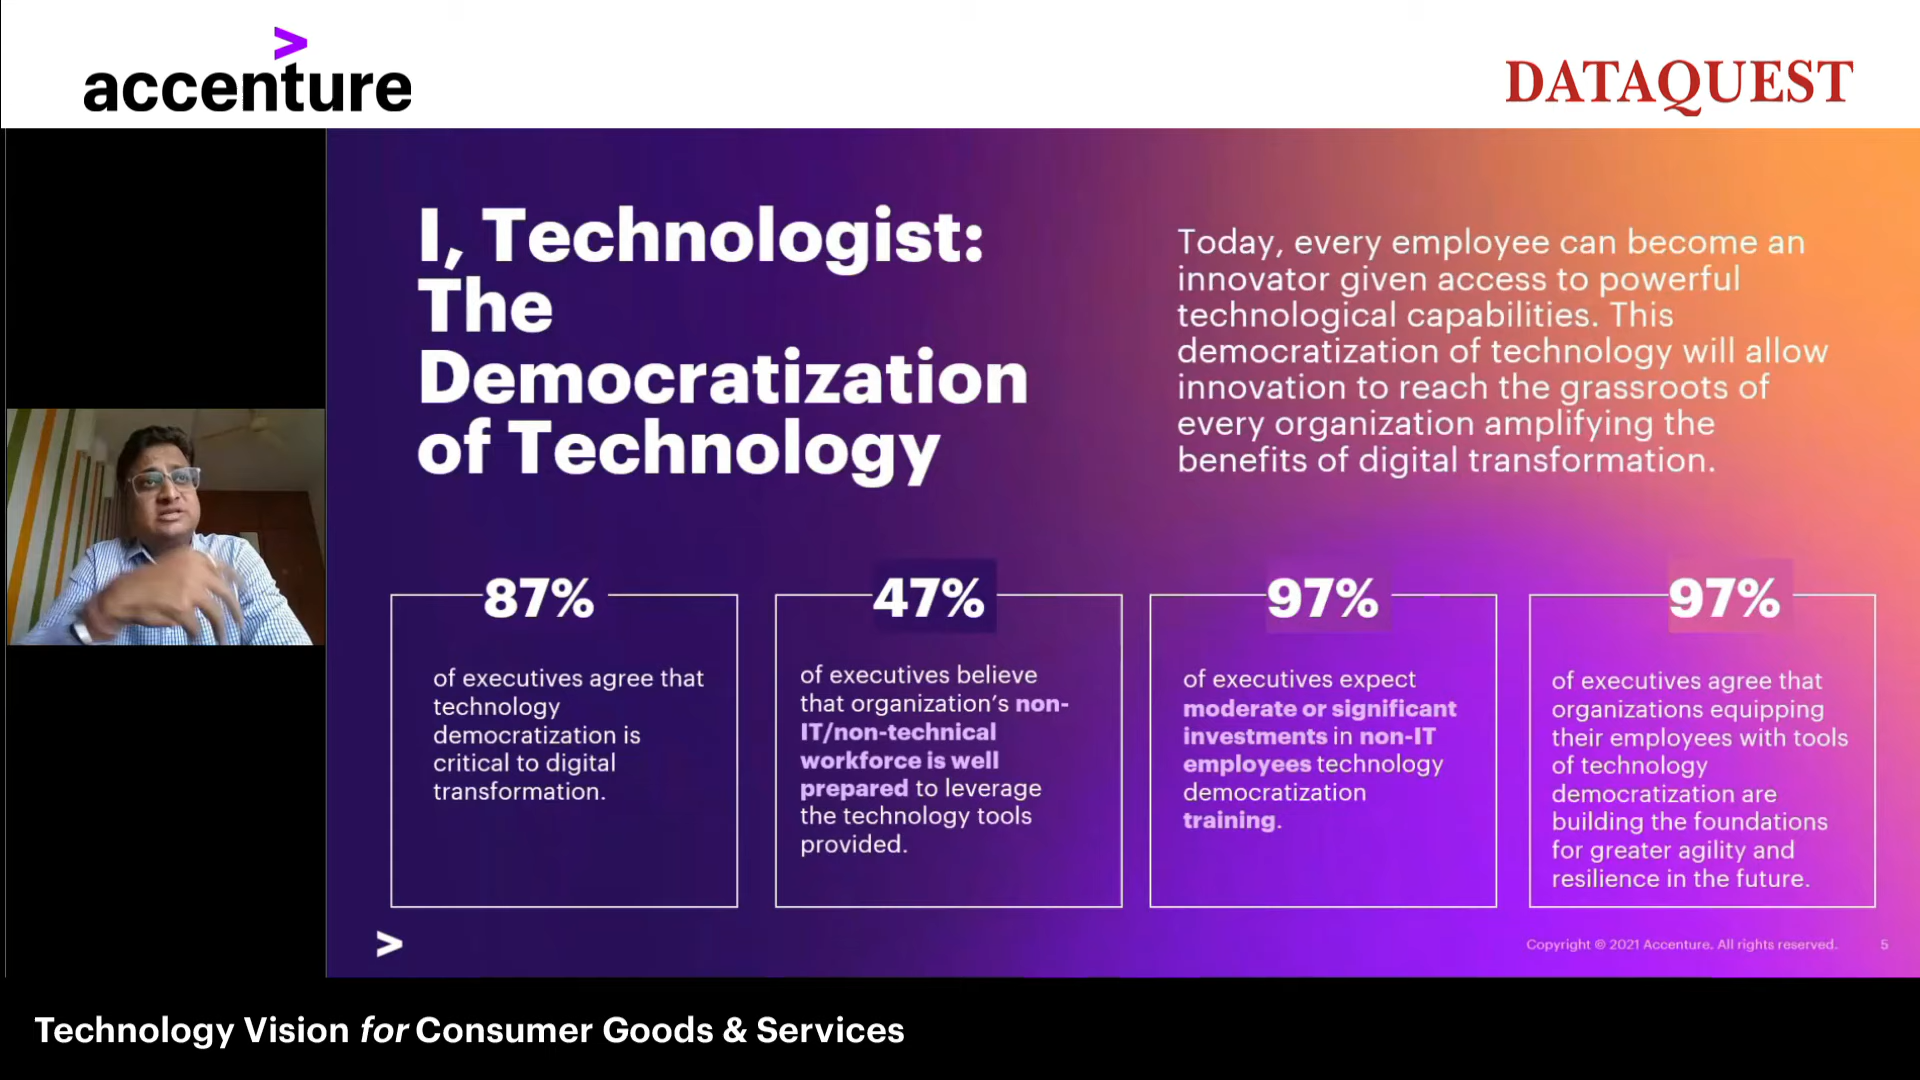 accenture
DATAQUEST
I, Technologist:
The
Democratization
of Technology
Today, every employee can become an
innovator given access to powerful
technological capabilities. This
democratization of technology will allow
innovation to reach the grassroots of
every organization amplifying the
benefits of digital transformation.
87%
of executives agree that
technology
democratization is
critical to digital
transformation.
47%
of executives believe
that organization’s non-
IT/non-technical
workforce is well
prepared to leverage
the technology tools
provided.
97%
of executives expect
moderate or significant
investments in non-IT
employees technology
democratization
training.
97%
of executives agree that
organizations equipping
their employees with tools
of technology
democratization are
building the foundations
for greater agility and
resilience in the future.
Copyright © 2021 Accenture. All rights reserved. 5
Technology Vision for Consumer Goods & Services